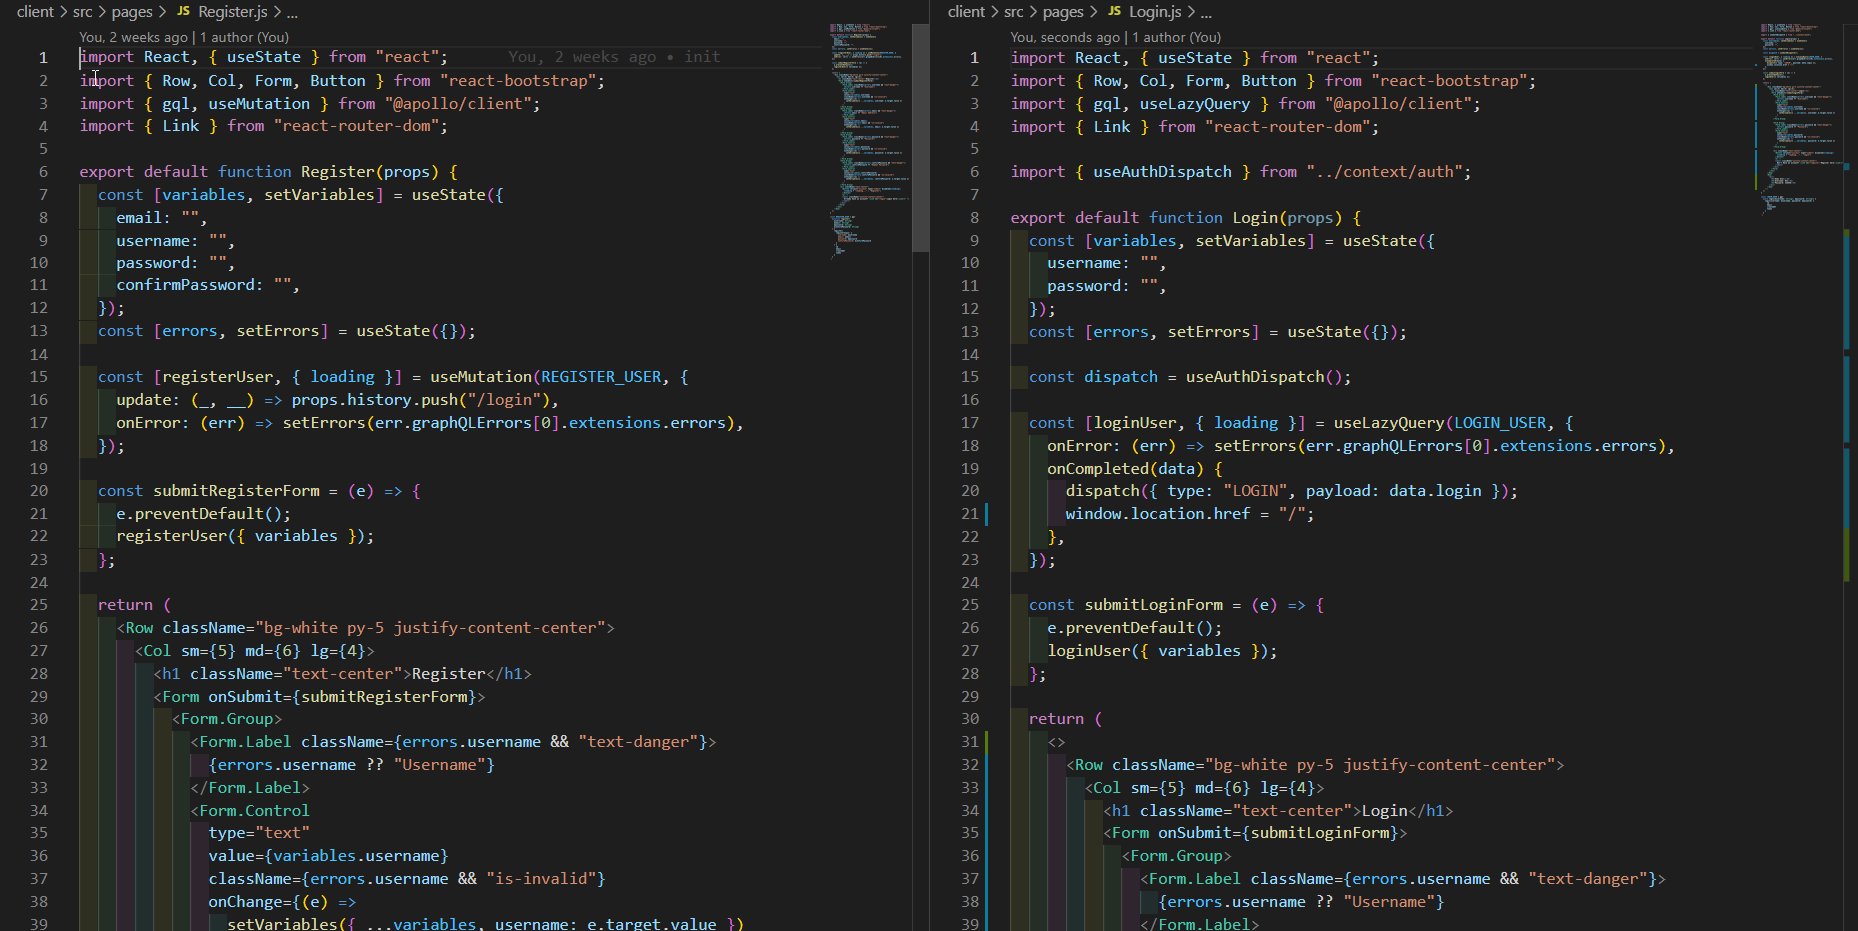 client > src > pages > JS Register.js > ...
You, 2 weeks ago | 1 author (You)
1 import React, { useState } from "react"; You, 2 weeks ago • init
2 import { Row, Col, Form, Button } from "react-bootstrap";
3 import { gql, useMutation } from "@apollo/client";
4 import { Link } from "react-router-dom";
5
6 export default function Register(props) {
7 const [variables, setVariables] = useState({
8 email: "",
9 username: "",
10 password: "",
11 confirmPassword: "",
12 });
13 const [errors, setErrors] = useState({});
14
15 const [registerUser, { loading }] = useMutation(REGISTER_USER, {
16 update: (_, __) => props.history.push("/login"),
17 onError: (err) => setErrors(err.graphQLErrors[0].extensions.errors),
18 });
19
20 const submitRegisterForm = (e) => {
21 e.preventDefault();
22 registerUser({ variables });
23 };
24
25 return (
26 <Row className="bg-white py-5 justify-content-center">
27 <Col sm={5} md={6} lg={4}>
28 <h1 className="text-center">Register</h1>
29 <Form onSubmit={submitRegisterForm}>
30 <Form.Group>
31 <Form.Label className={errors.username && "text-danger"}>
32 {errors.username ?? "Username"}
33 </Form.Label>
34 <Form.Control
35 type="text"
36 value={variables.username}
37 className={errors.username && "is-invalid"}
38 onChange={(e) =>
39 setVariables({ ...variables, username: e.target.value })
client > src > pages > JS Login.js > ...
You, seconds ago | 1 author (You)
1 import React, { useState } from "react";
2 import { Row, Col, Form, Button } from "react-bootstrap";
3 import { gql, useLazyQuery } from "@apollo/client";
4 import { Link } from "react-router-dom";
5
6 import { useAuthDispatch } from "../context/auth";
7
8 export default function Login(props) {
9 const [variables, setVariables] = useState({
10 username: "",
11 password: "",
12 });
13 const [errors, setErrors] = useState({});
14
15 const dispatch = useAuthDispatch();
16
17 const [loginUser, { loading }] = useLazyQuery(LOGIN_USER, {
18 onError: (err) => setErrors(err.graphQLErrors[0].extensions.errors),
19 onCompleted(data) {
20 dispatch({ type: "LOGIN", payload: data.login });
21 window.location.href = "/";
22 },
23 });
24
25 const submitLoginForm = (e) => {
26 e.preventDefault();
27 loginUser({ variables });
28 };
29
30 return (
31 <>
32 <Row className="bg-white py-5 justify-content-center">
33 <Col sm={5} md={6} lg={4}>
34 <h1 className="text-center">Login</h1>
35 <Form onSubmit={submitLoginForm}>
36 <Form.Group>
37 <Form.Label className={errors.username && "text-danger"}>
38 {errors.username ?? "Username"}
39 </Form.Label>